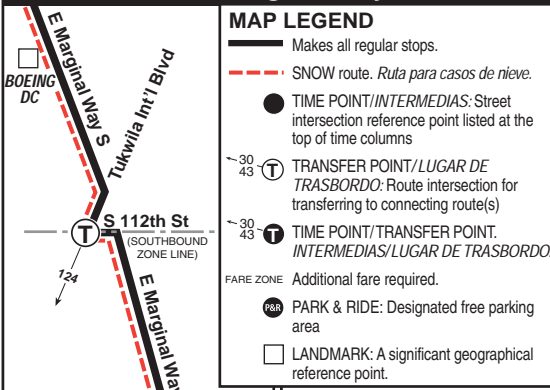 E Marginal Way S
BOEING
DC
Tukwila Int'l Blvd
T
S 112th St
(SOUTHBOUND
ZONE LINE)
124
E Marginal Way
MAP LEGEND
Makes all regular stops.
SNOW route. Ruta para casos de nieve.
TIME POINT/INTERMEDIAS: Street
intersection reference point listed at the
top of time columns
30
43 T
TRANSFER POINT/LUGAR DE
TRASBORDO: Route intersection for
transferring to connecting route(s)
30
43 T
TIME POINT/TRANSFER POINT.
INTERMEDIAS/LUGAR DE TRASBORDO.
FARE ZONE Additional fare required.
P&R PARK & RIDE: Designated free parking
area
LANDMARK: A significant geographical
reference point.